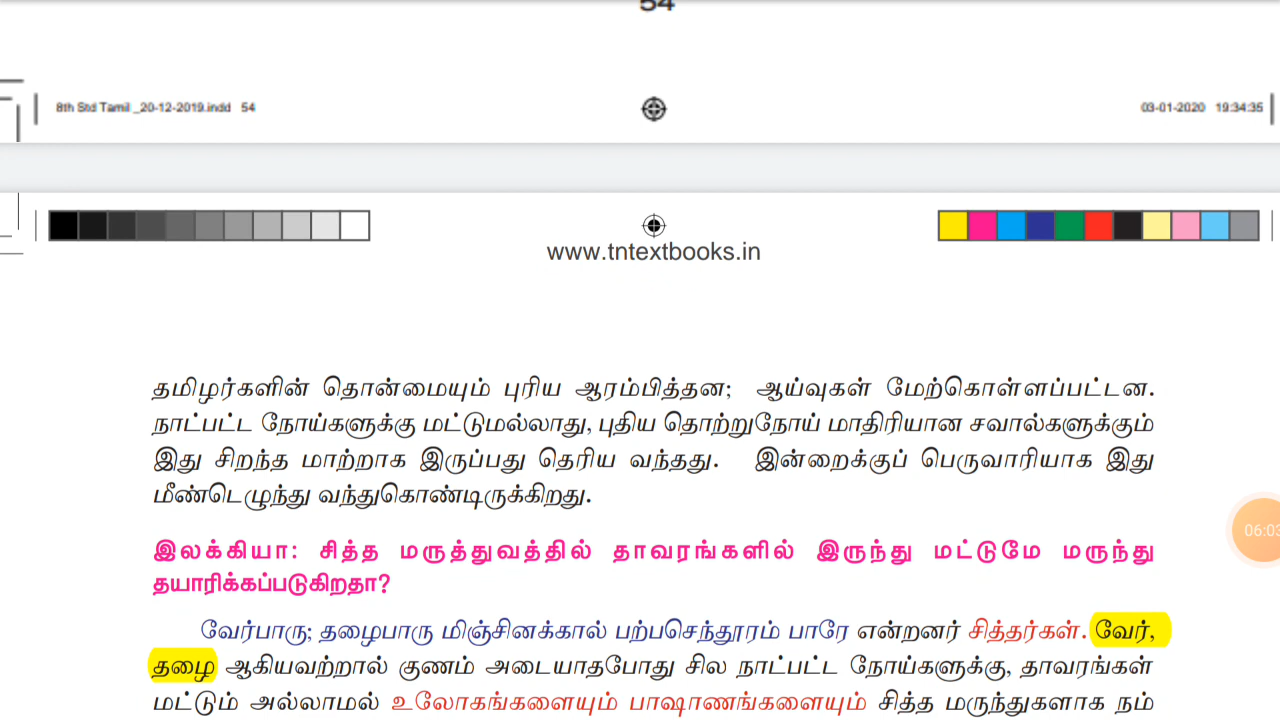 54
8th Std Tamil _20-12-2019.indd 54
03-01-2020 19:34:35
www.tntextbooks.in
தமிழர்களின் தொன்மையும் புரிய ஆரம்பித்தன; ஆய்வுகள் மேற்கொள்ளப்பட்டன.
நாட்பட்ட நோய்களுக்கு மட்டுமல்லாது, புதிய தொற்றுநோய் மாதிரியான சவால்களுக்கும்
இது சிறந்த மாற்றாக இருப்பது தெரிய வந்தது. இன்றைக்குப் பெருவாரியாக இது
மீண்டெழுந்து வந்துகொண்டிருக்கிறது.
இலக்கியா: சித்த மருத்துவத்தில் தாவரங்களில் இருந்து மட்டுமே மருந்து
தயாரிக்கப்படுகிறதா?
06:03
வேர்பாரு; தழைபாரு மிஞ்சினக்கால் பற்பசெந்தூரம் பாரே என்றனர் சித்தர்கள். வேர்,
தழை ஆகியவற்றால் குணம் அடையாதபோது சில நாட்பட்ட நோய்களுக்கு, தாவரங்கள்
மட்டும் அல்லாமல் உலோகங்களையும் பாஷாணங்களையும் சித்த மருந்துகளாக நம்